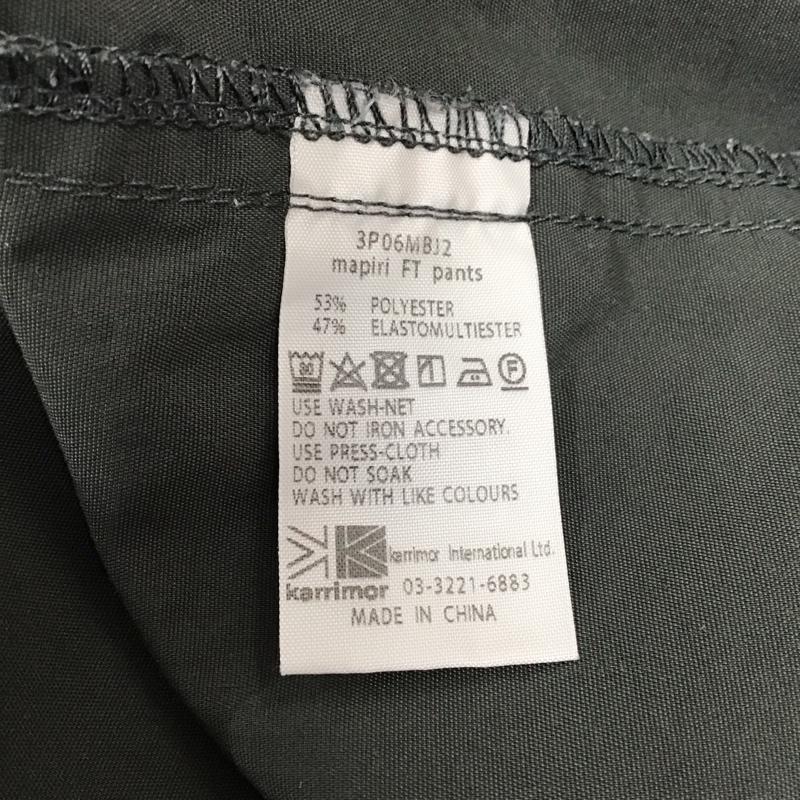 3P06MBJ2
mapiri FT pants
53% POLYESTER
47% ELASTOMULTIESTER
USE WASH-NET
DO NOT IRON ACCESSORY.
USE PRESS-CLOTH
DO NOT SOAK
WASH WITH LIKE COLOURS
karrimor International Ltd.
karrimor 03-3221-6883
MADE IN CHINA